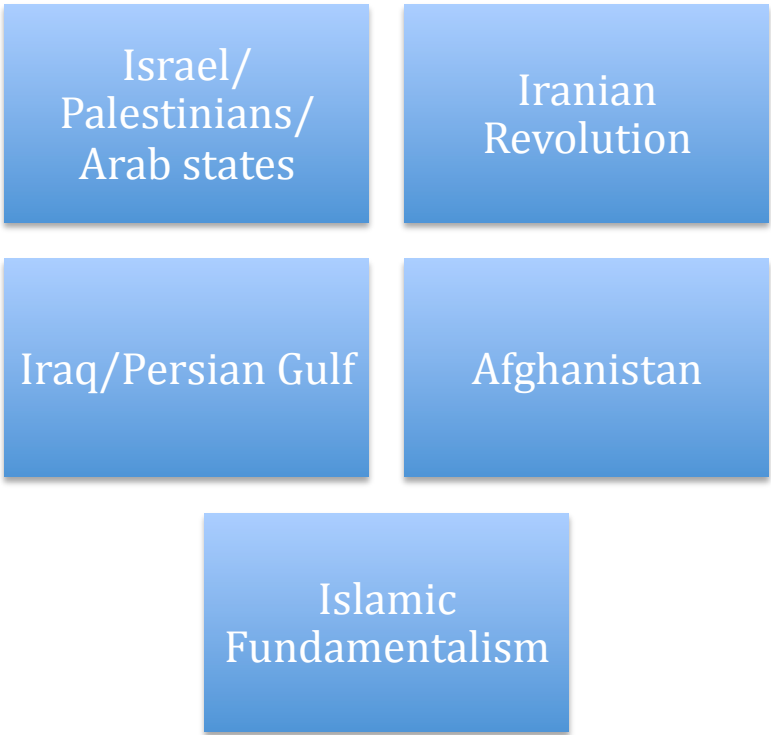 Israel/
Palestinians/
Arab states
Iranian
Revolution
Iraq/Persian Gulf
Afghanistan
Islamic
Fundamentalism